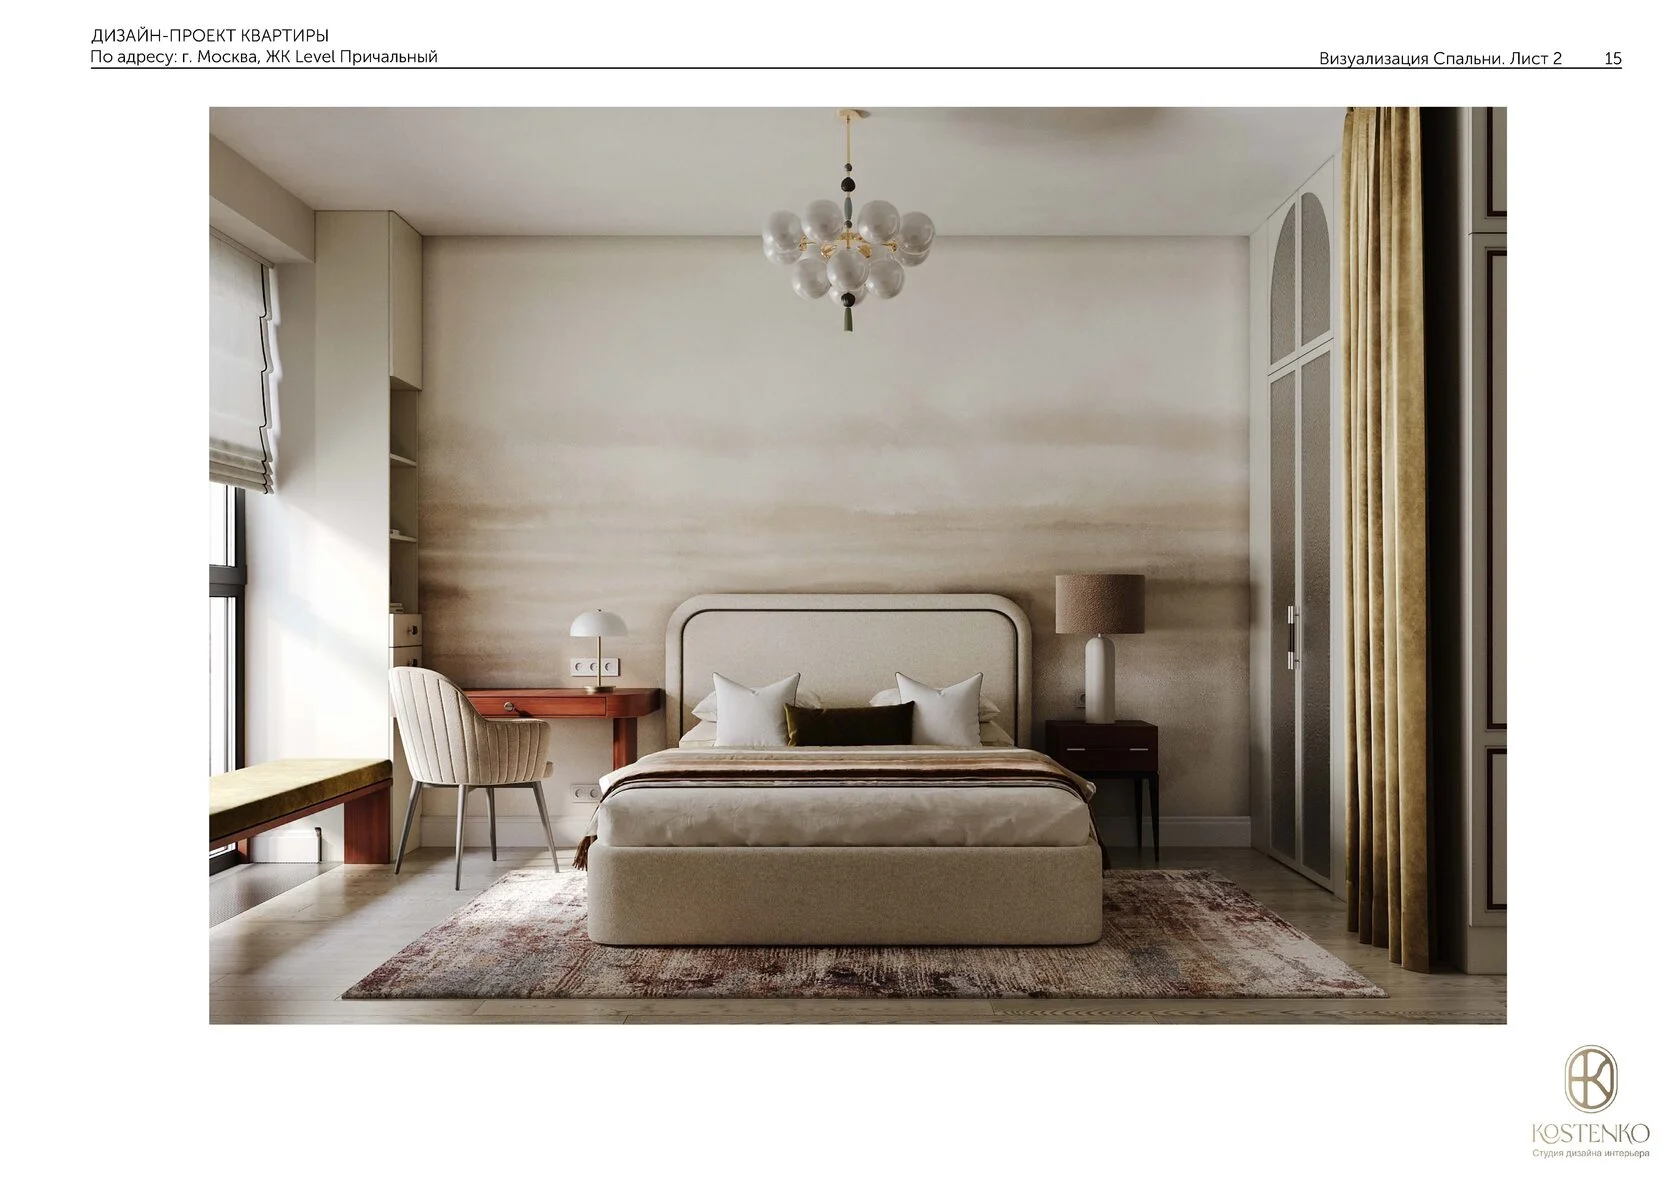 ДИЗАЙН-ПРОЕКТ КВАРТИРЫ
По адресу: г. Москва, ЖК Level Причальный
Визуализация Спальни. Лист 2 15
KOSTENKO
Студия дизайна интерьера